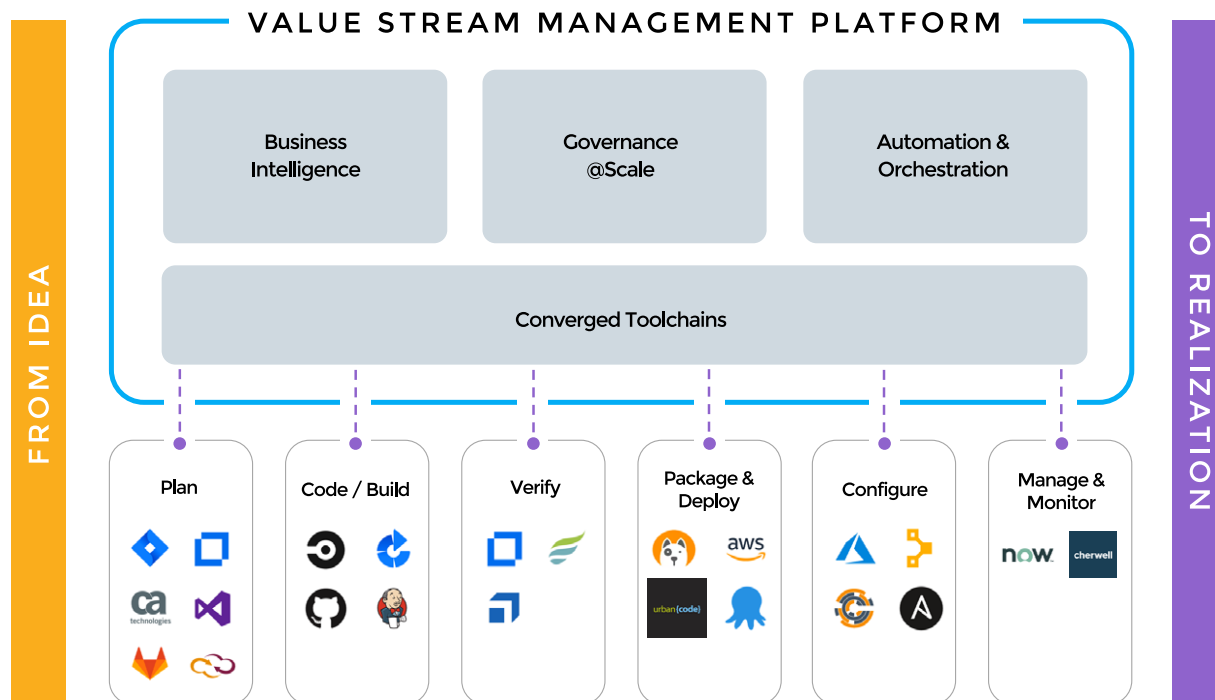 VALUE STREAM MANAGEMENT PLATFORM
FROM IDEA
Business
Intelligence
Governance
@Scale
Automation &
Orchestration
Converged Toolchains
TO REALIZATION
Plan
ca
technologies
Code / Build
Verify
Package &
Deploy
aws
urban{code}
Configure
A
Manage &
Monitor
now
cherwell